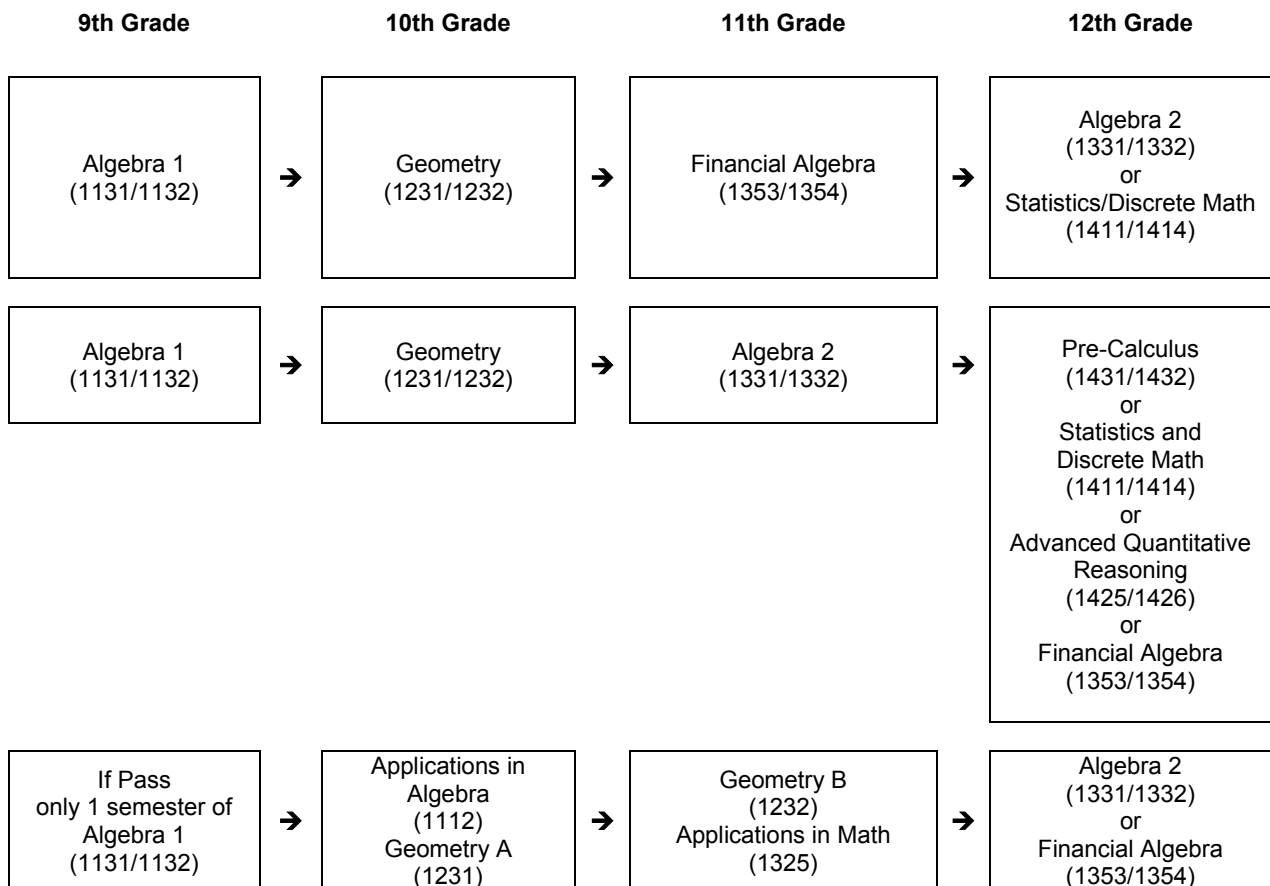 9th Grade
10th Grade
11th Grade
12th Grade
Algebra 1
(1131/1132)
➔
Geometry
(1231/1232)
➔
Financial Algebra
(1353/1354)
➔
Algebra 2
(1331/1332)
or
Statistics/Discrete Math
(1411/1414)
Algebra 1
(1131/1132)
➔
Geometry
(1231/1232)
➔
Algebra 2
(1331/1332)
➔
Pre-Calculus
(1431/1432)
or
Statistics and
Discrete Math
(1411/1414)
or
Advanced Quantitative
Reasoning
(1425/1426)
or
Financial Algebra
(1353/1354)
If Pass
only 1 semester of
Algebra 1
(1131/1132)
➔
Applications in
Algebra
(1112)
Geometry A
(1231)
➔
Geometry B
(1232)
Applications in Math
(1325)
➔
Algebra 2
(1331/1332)
or
Financial Algebra
(1353/1354)